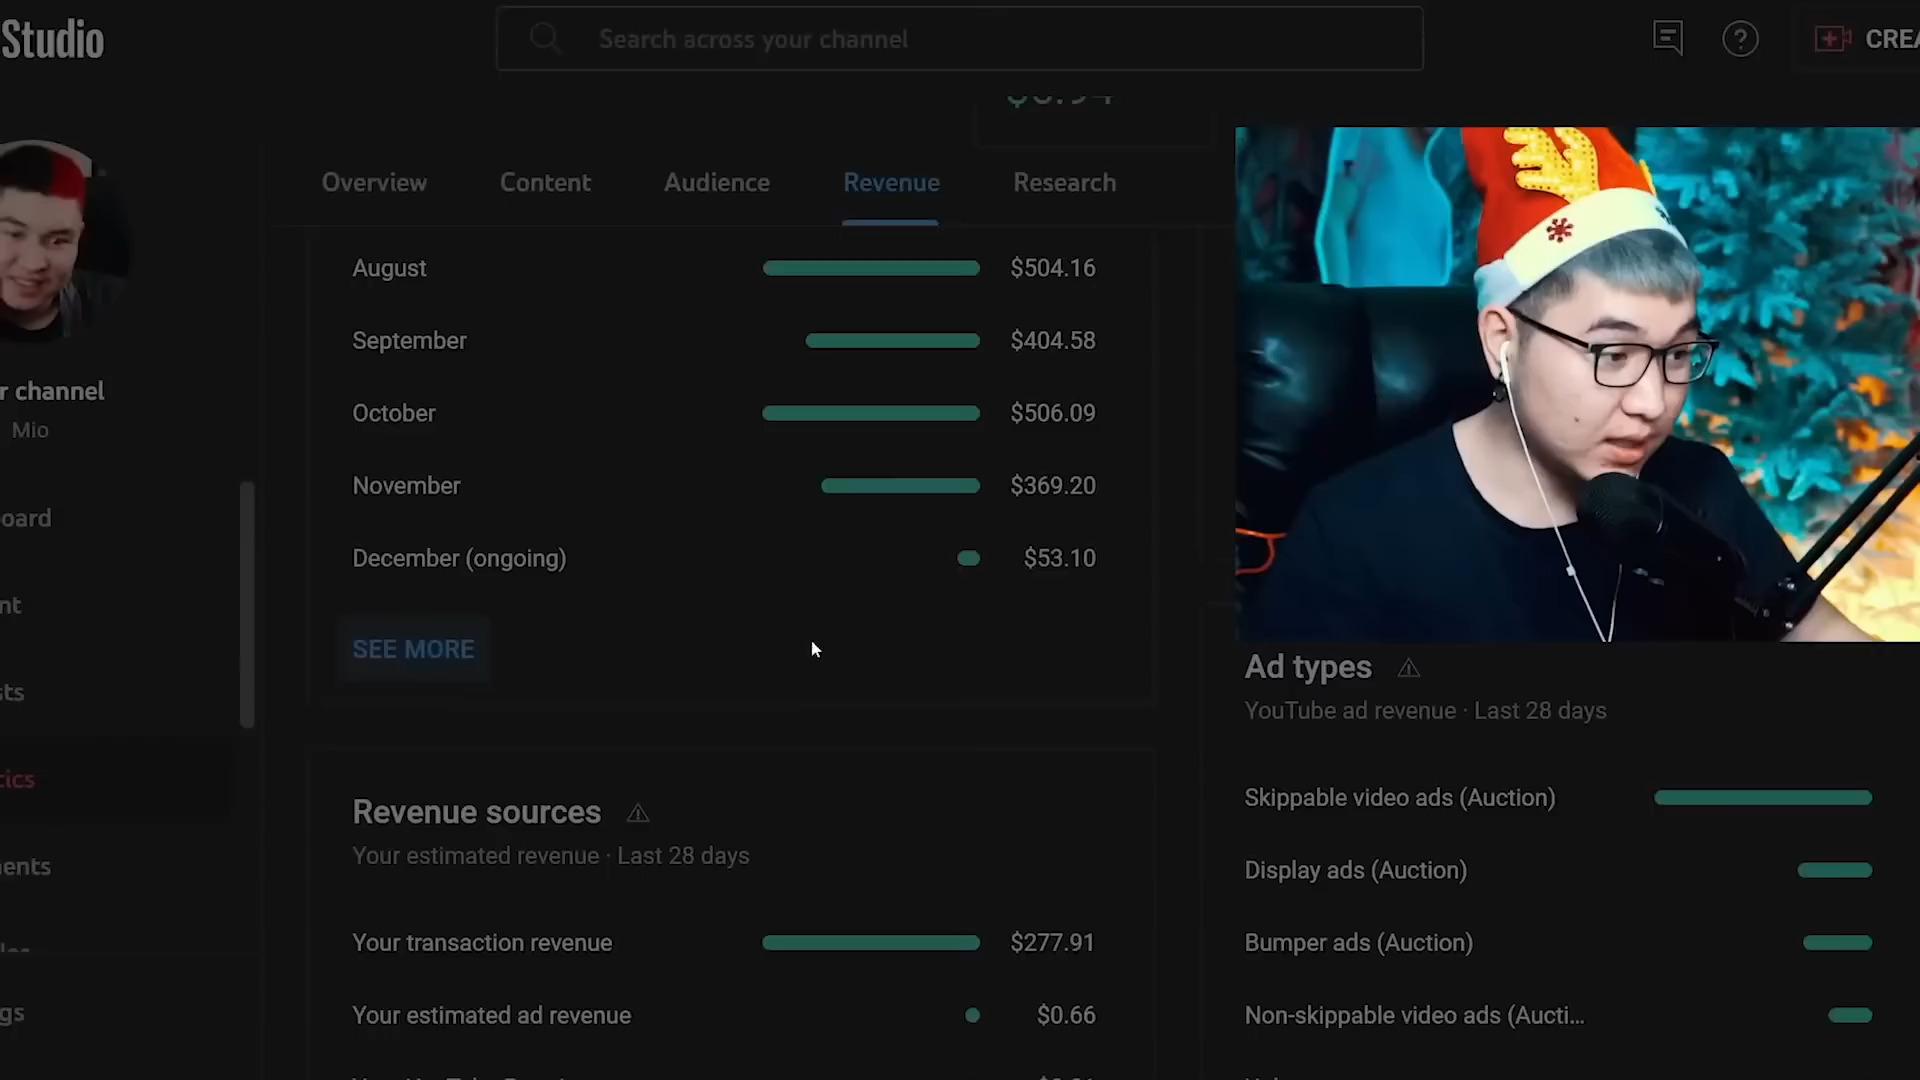 Studio
Search across your channel
CREA
Overview
Content
Audience
Revenue
Research
August
$504.16
September
$404.58
October
$506.09
November
$369.20
December (ongoing)
$53.10
SEE MORE
r channel
Mio
oard
nt
sts
tics
ents
gs
Revenue sources
Your estimated revenue · Last 28 days
Your transaction revenue
$277.91
Your estimated ad revenue
$0.66
Ad types
YouTube ad revenue · Last 28 days
Skippable video ads (Auction)
Display ads (Auction)
Bumper ads (Auction)
Non-skippable video ads (Aucti...